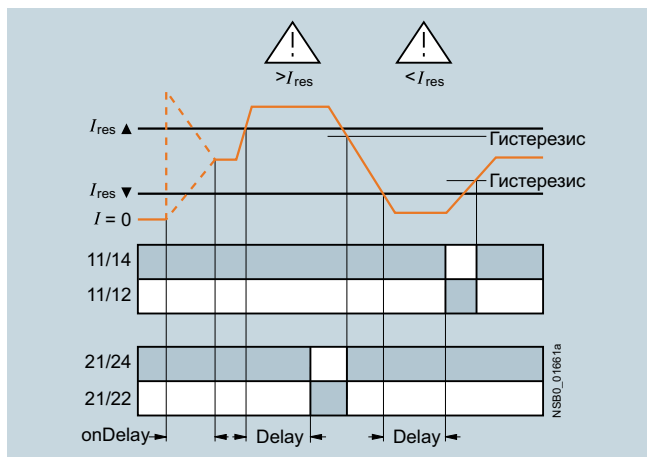 ! !
>Ires <Ires
Ires ▲
Гистерезис
Гистерезис
Ires ▼
I = 0
11/14
11/12
21/24
21/22
onDelay Delay Delay
NSB0_01661a